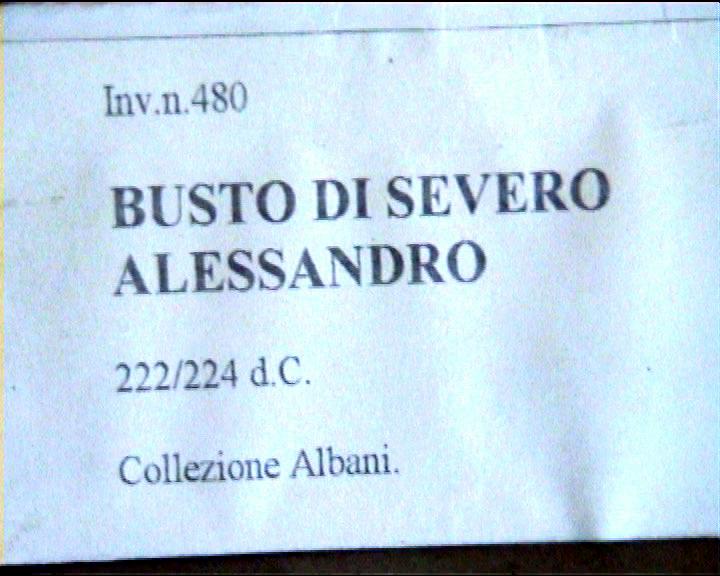 Inv.n.480
BUSTO DI SEVERO
ALESSANDRO
222/224 d.C.
Collezione Albani.